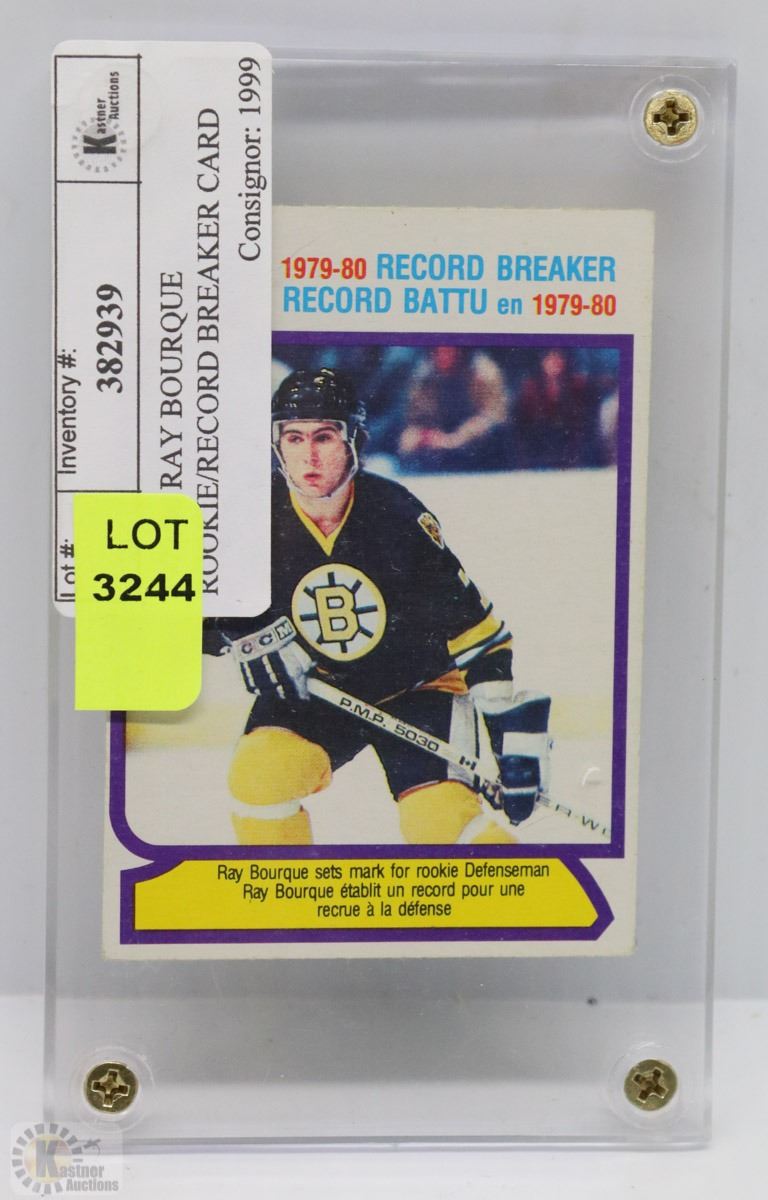 Kastner
Auctions
Lot #:
Inventory #:
382939
RAY BOURQUE
ROOKIE/RECORD BREAKER CARD
Consignor: 1999
LOT
3244
1979-80 RECORD BREAKER
RECORD BATTU en 1979-80
B
CCM
P.M.P. 5030
Ray Bourque sets mark for rookie Defenseman
Ray Bourque établit un record pour une
recrue à la défense
Kastner
Auctions